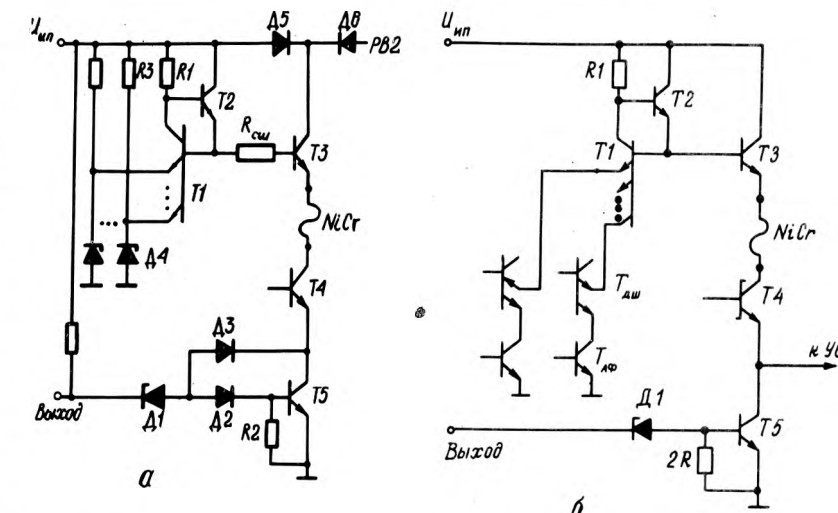 Uип
Д5
Д8
РВ2
R3
R1
T2
Rсш
T3
T1
NiCr
Д4
T4
Д3
Выход
Д1
Д2
R2
T5
а
Uип
R1
T2
T1
T3
NiCr
Tдш
T4
Tдф
Д1
Выход
2R
T5
б